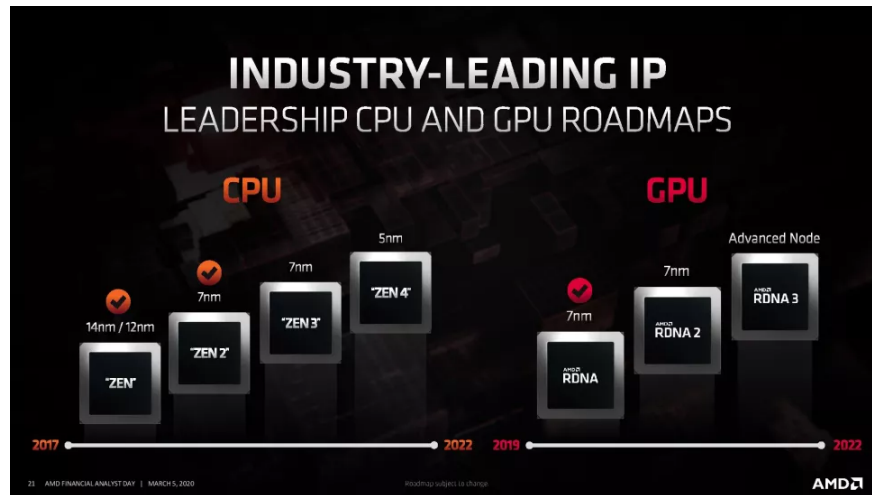 INDUSTRY-LEADING IP
LEADERSHIP CPU AND GPU ROADMAPS
CPU
14nm / 12nm
"ZEN"
7nm
"ZEN 2"
7nm
"ZEN 3"
5nm
"ZEN 4"
2017
2022
GPU
7nm
AMD
RDNA
7nm
AMD
RDNA 2
Advanced Node
AMD
RDNA 3
2019
2022
21 AMD FINANCIAL ANALYST DAY | MARCH 5, 2020
Roadmap subject to change
AMD